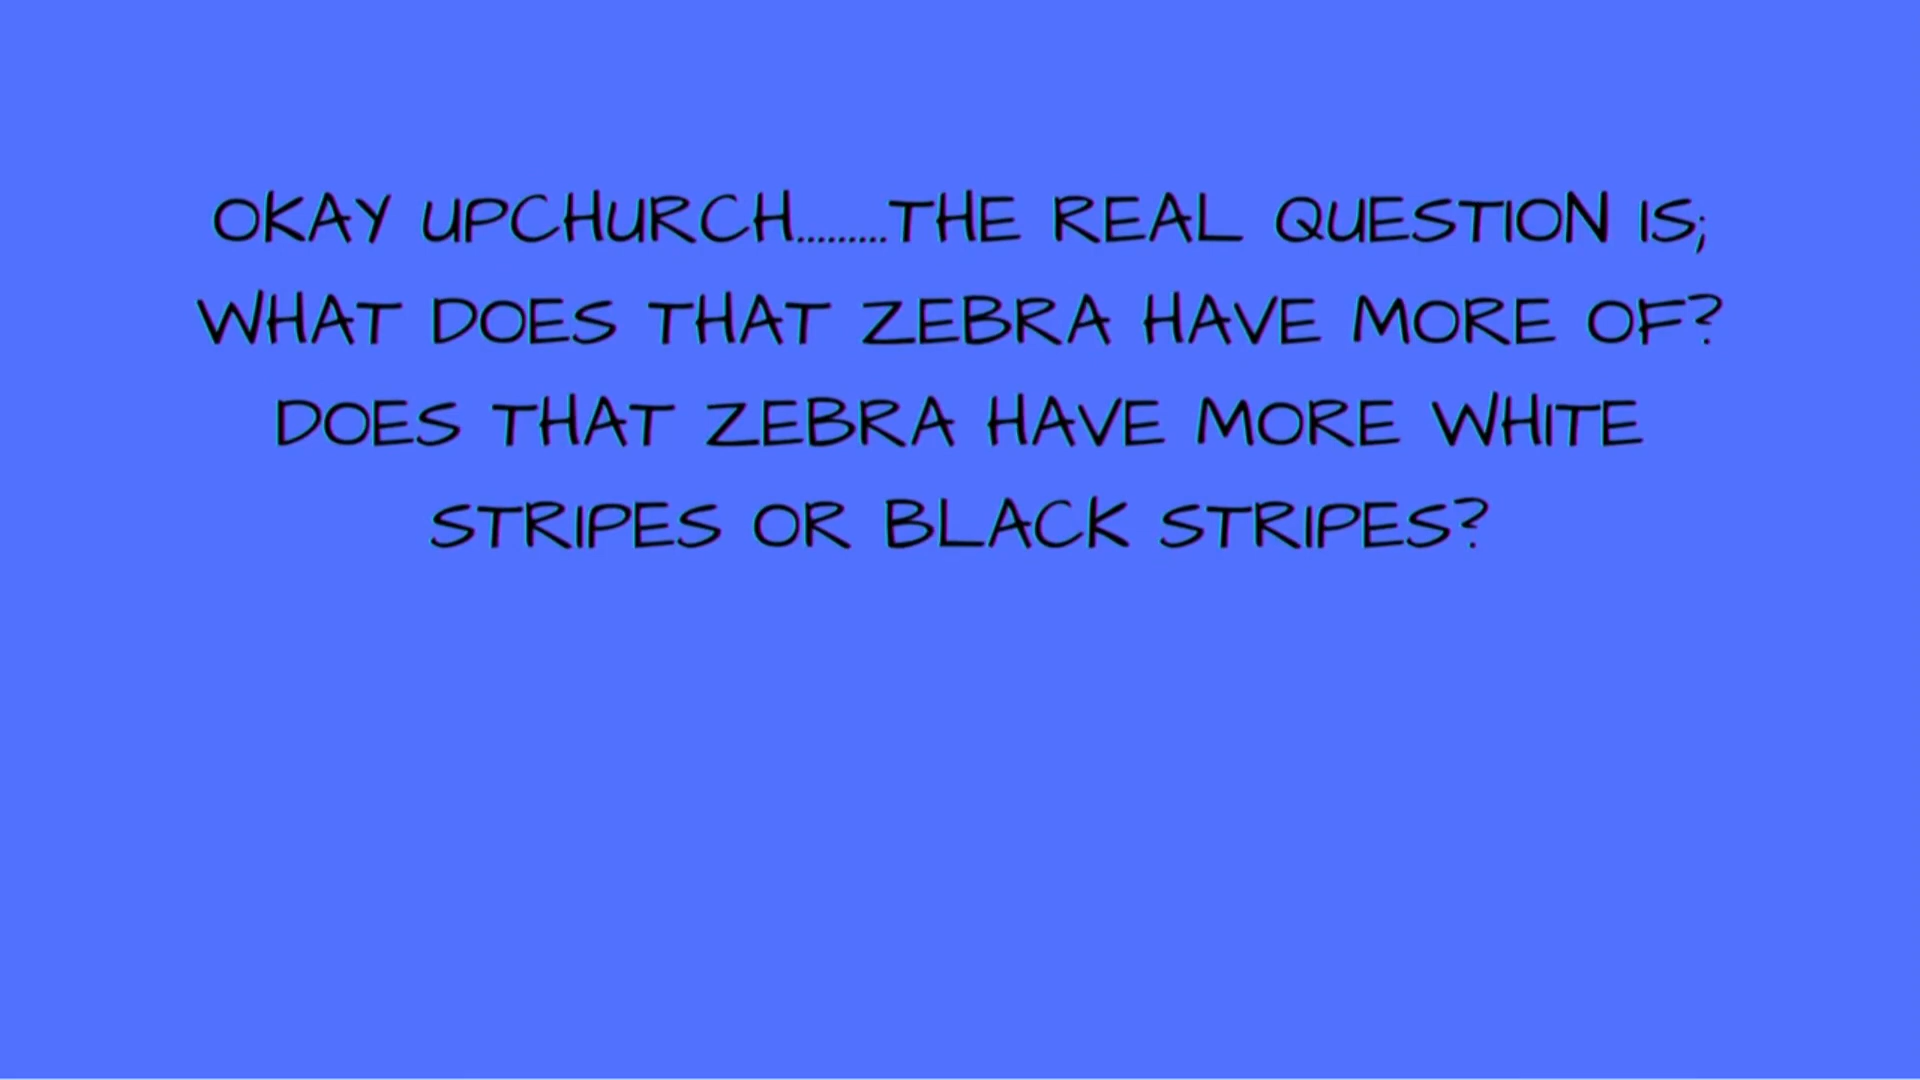 OKAY UPCHURCH.........THE REAL QUESTION IS;
WHAT DOES THAT ZEBRA HAVE MORE OF?
DOES THAT ZEBRA HAVE MORE WHITE
STRIPES OR BLACK STRIPES?